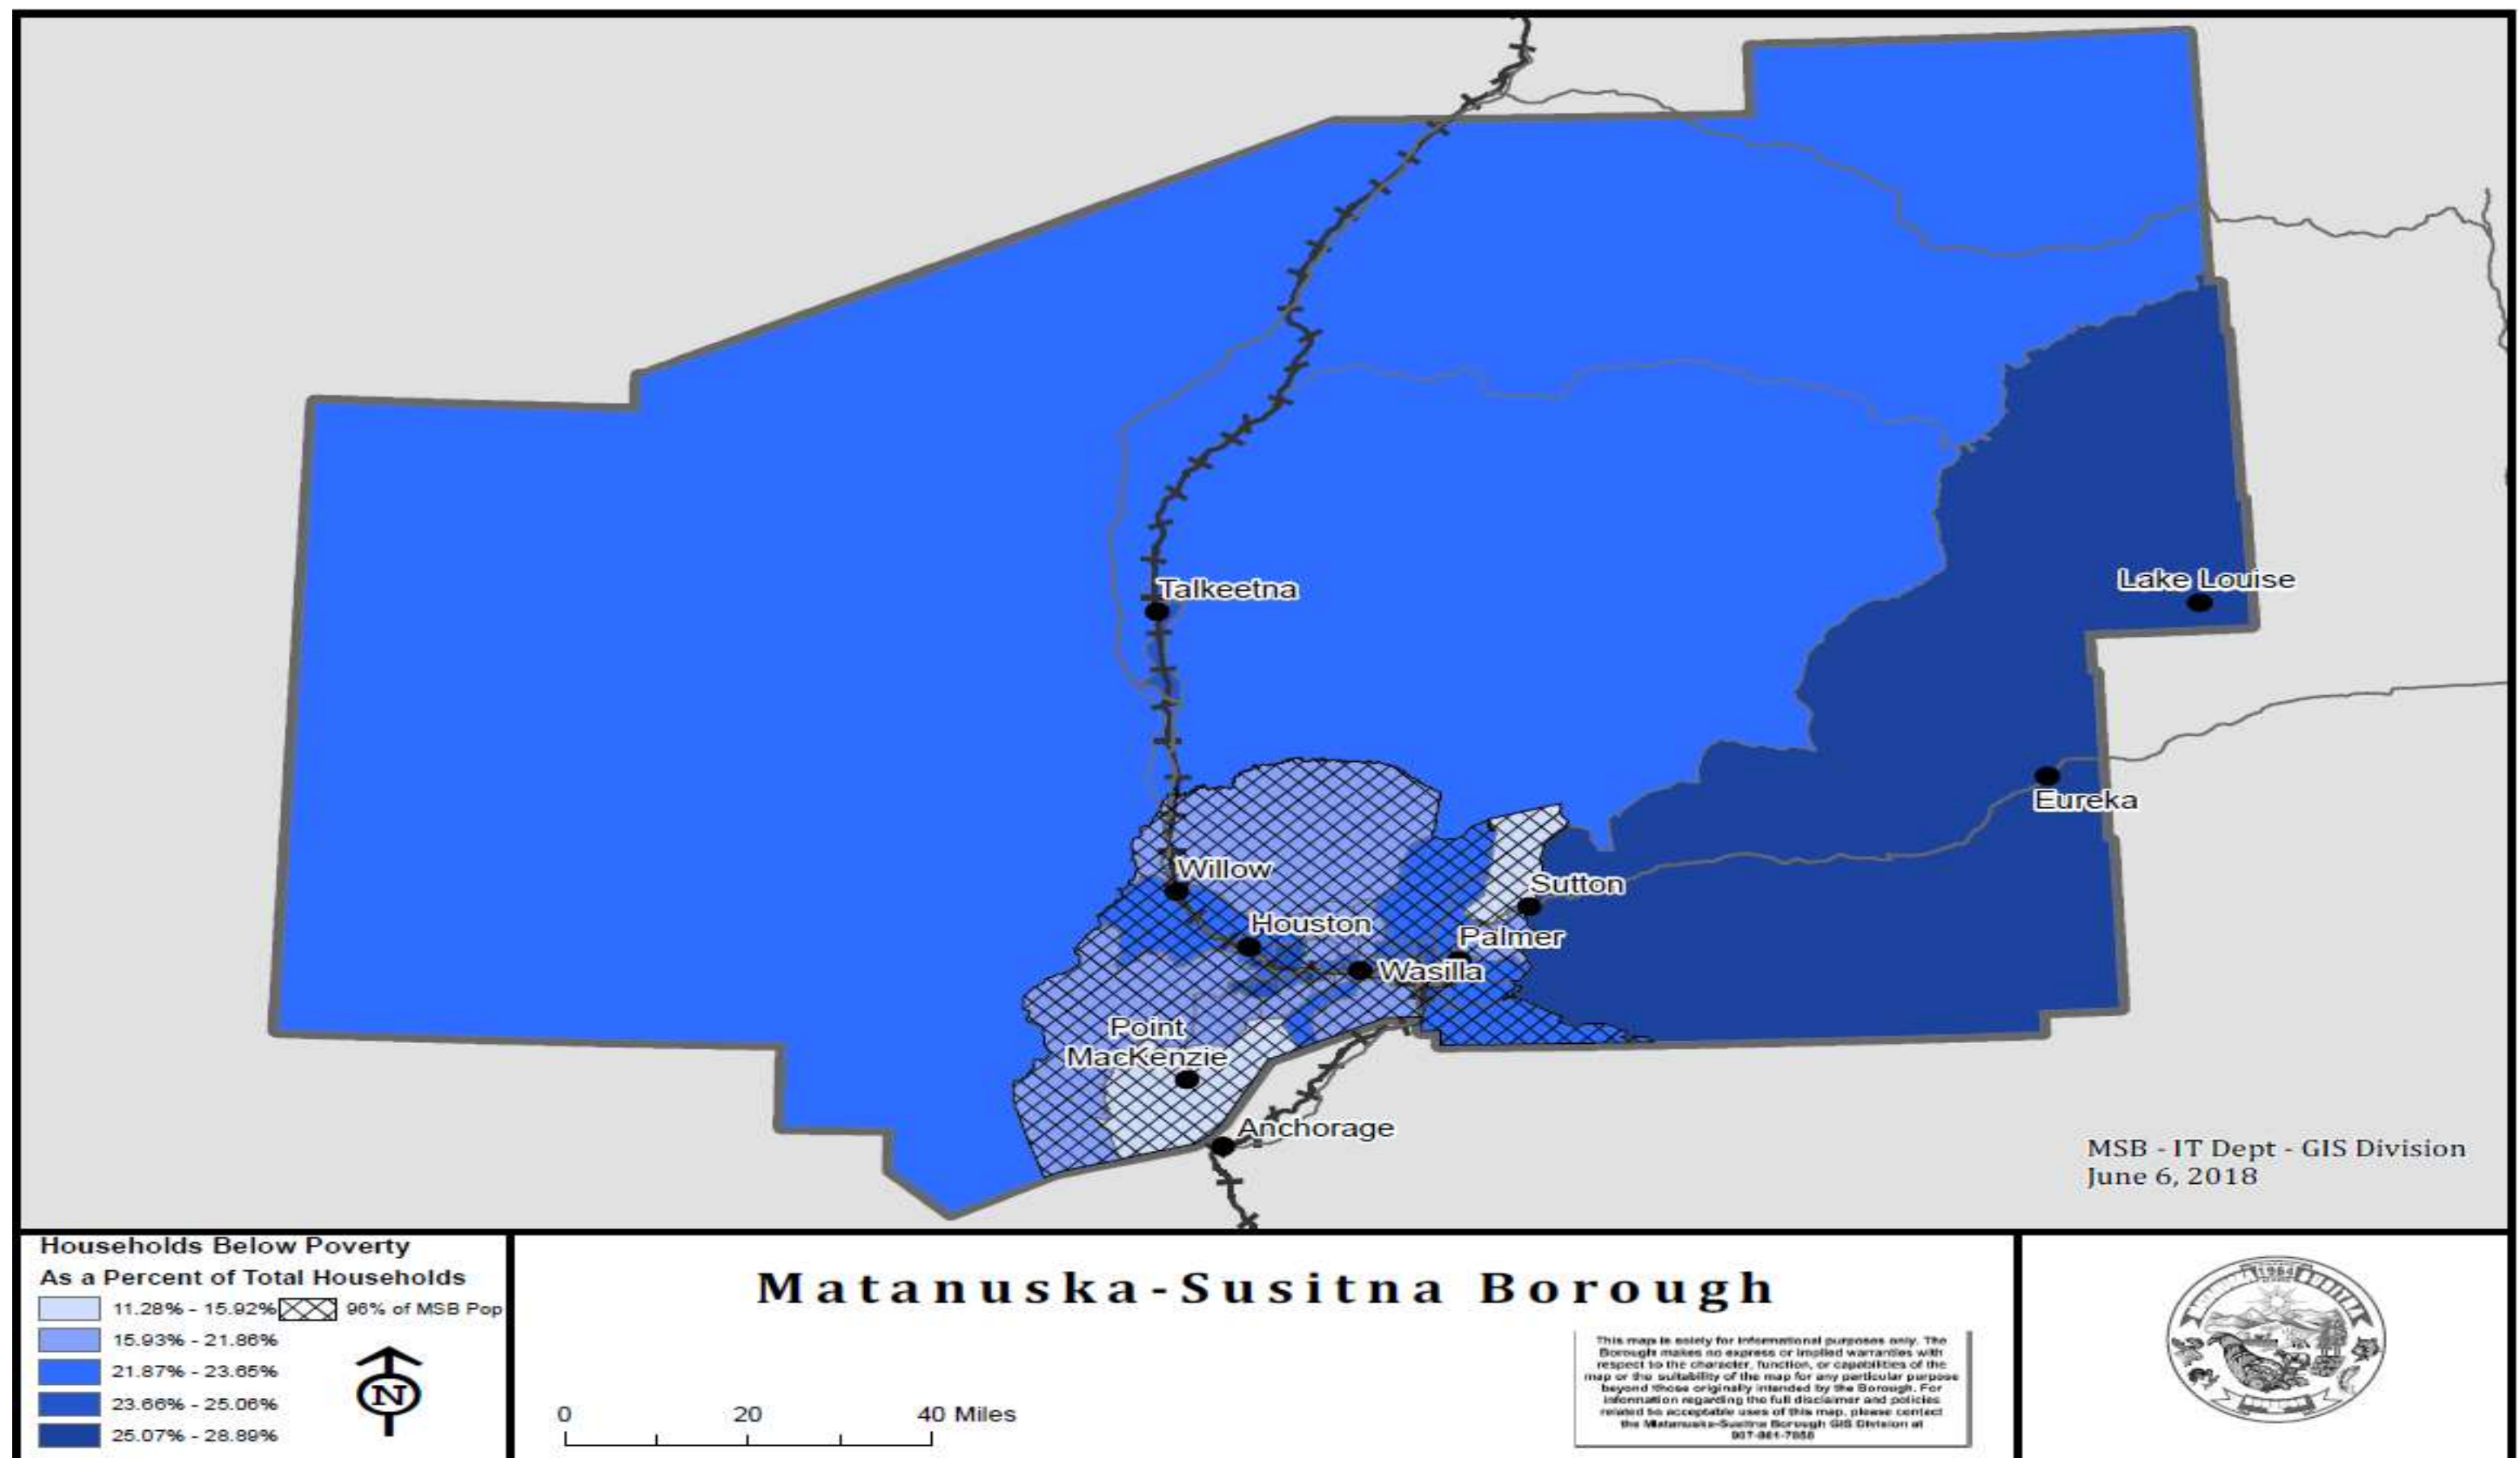 Talkeetna
Lake Louise
Eureka
Willow
Sutton
Houston
Palmer
Wasilla
Point
MacKenzie
Anchorage
MSB - IT Dept - GIS Division
June 6, 2018
Households Below Poverty
As a Percent of Total Households
11.28% - 15.92% 96% of MSB Pop
15.93% - 21.86%
21.87% - 23.65%
23.66% - 25.06%
25.07% - 28.89%
N
0 20 40 Miles
Matanuska-Susitna Borough
This map is solely for informational purposes only. The
Borough makes no express or implied warranties with
respect to the character, function, or capabilities of the
map or the suitability of the map for any particular purpose
beyond those originally intended by the Borough. For
information regarding the full disclaimer and policies
related to acceptable uses of this map, please contact
the Matanuska-Susitna Borough GIS Division at
1964